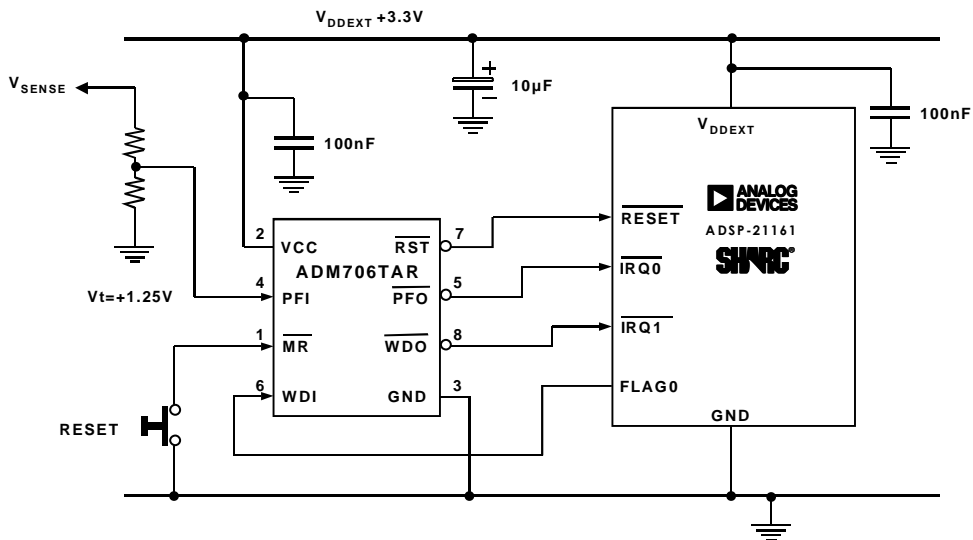 VDDEXT +3.3V
VSENSE
+
10µF
−
100nF
100nF
VDDEXT
ANALOG
DEVICES
ADSP-21161
SHARC®
2
VCC
RST
7
RESET
ADM706TAR
4
PFI
PFO
5
IRQ0
Vt=+1.25V
1
MR
WDO
8
IRQ1
6
WDI
GND
3
FLAG0
RESET
GND